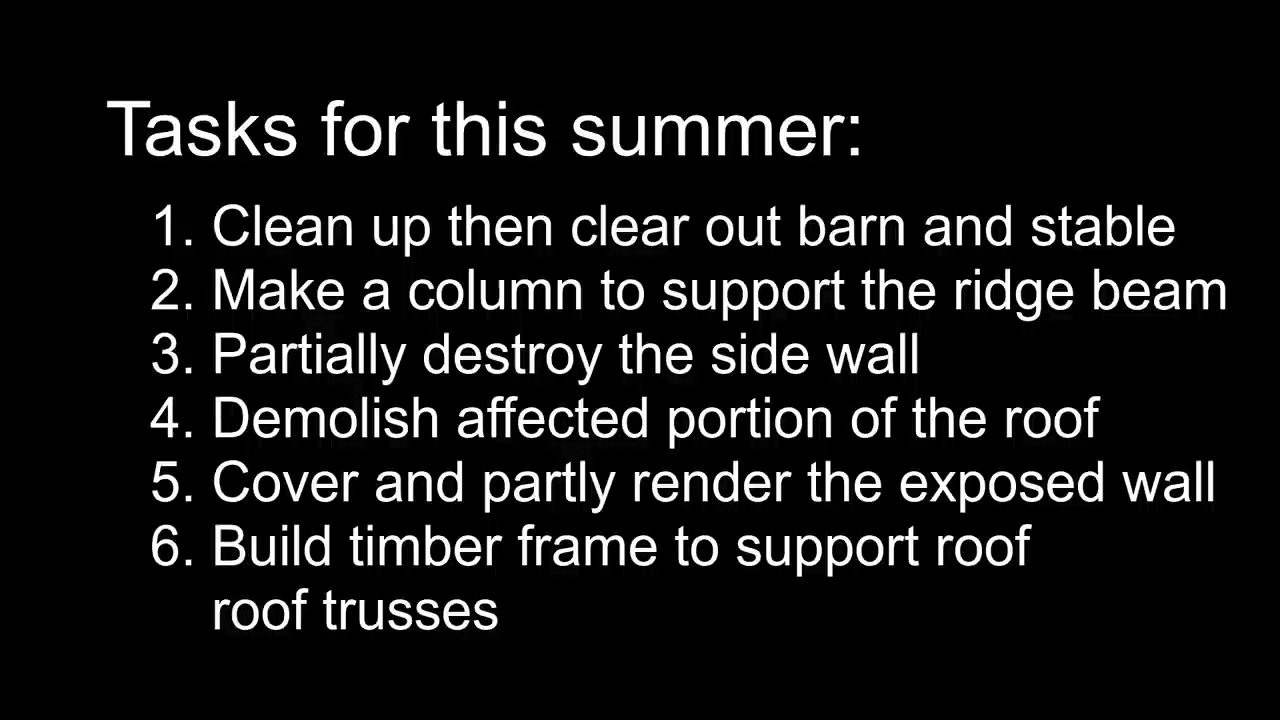 Tasks for this summer:
1. Clean up then clear out barn and stable
2. Make a column to support the ridge beam
3. Partially destroy the side wall
4. Demolish affected portion of the roof
5. Cover and partly render the exposed wall
6. Build timber frame to support roof
roof trusses